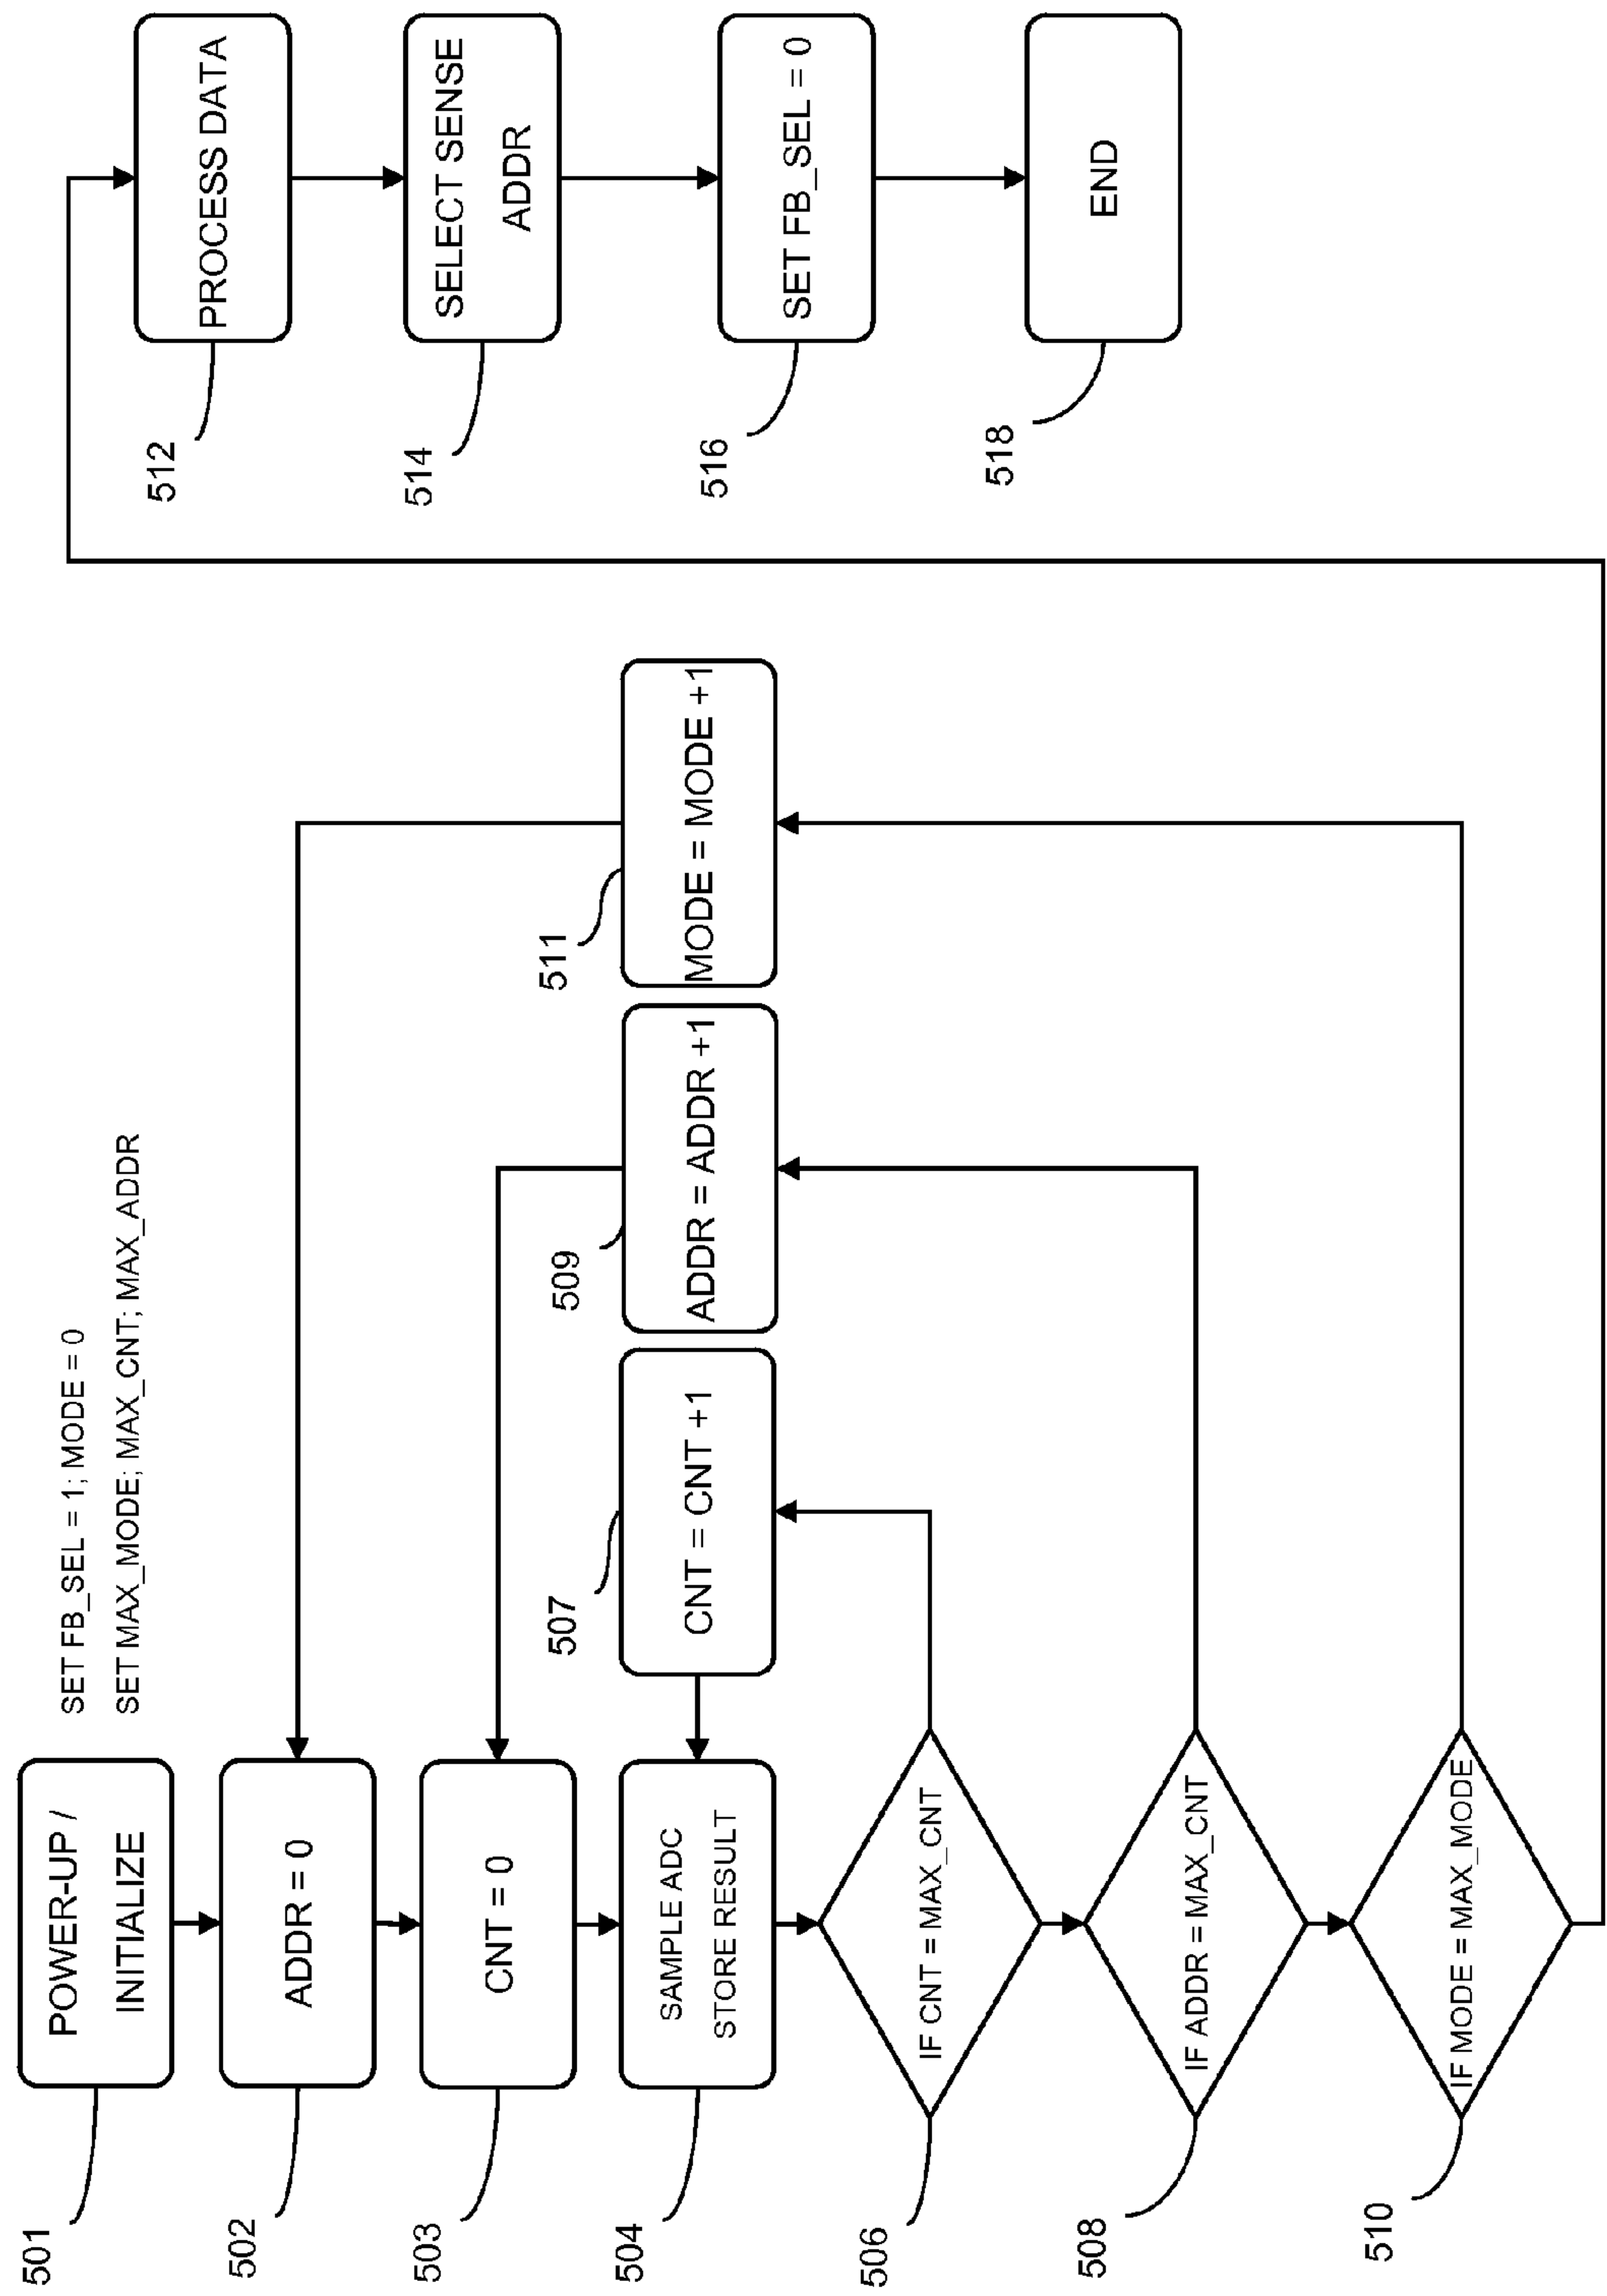 SET FB_SEL = 1; MODE = 0
SET MAX_MODE; MAX_CNT; MAX_ADDR
501
POWER-UP /
INITIALIZE
502
ADDR = 0
503
CNT = 0
504
SAMPLE ADC
STORE RESULT
506
IF CNT = MAX_CNT
507
CNT = CNT +1
508
IF ADDR = MAX_CNT
509
ADDR = ADDR +1
510
IF MODE = MAX_MODE
511
MODE = MODE +1
512
PROCESS DATA
514
SELECT SENSE
ADDR
516
SET FB_SEL = 0
518
END